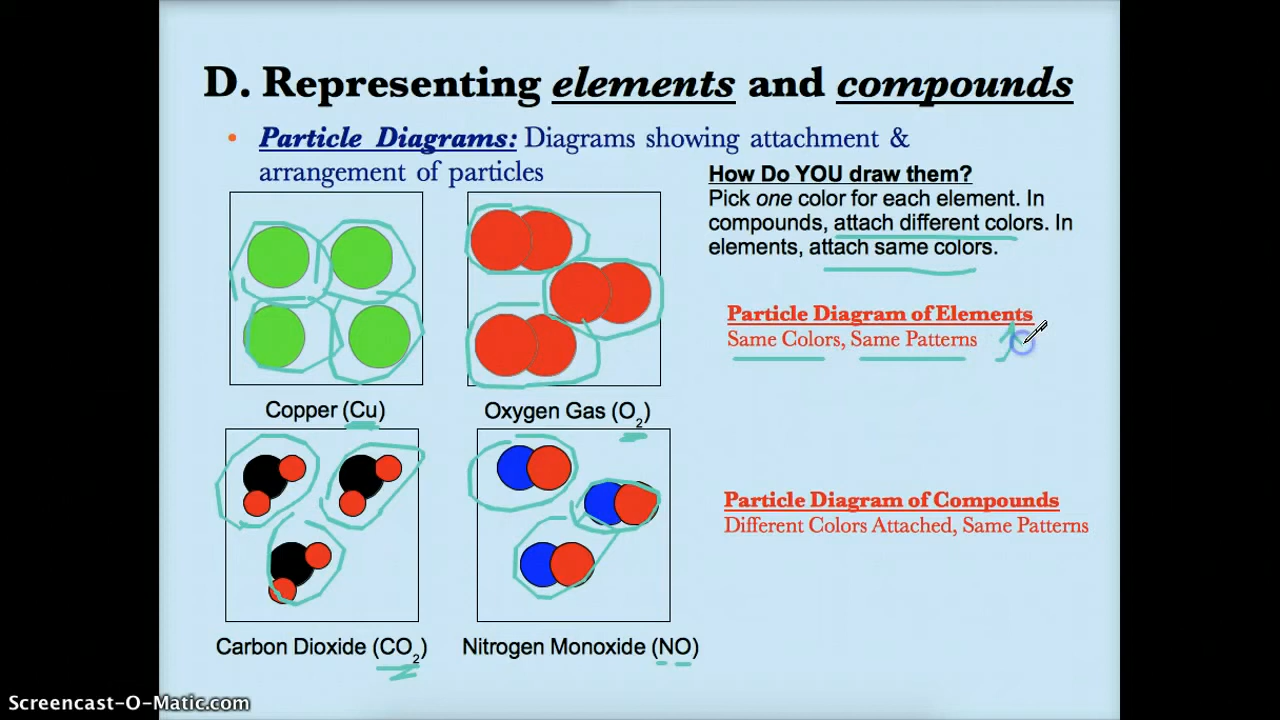 D. Representing elements and compounds
• Particle Diagrams: Diagrams showing attachment &
arrangement of particles
How Do YOU draw them?
Pick one color for each element. In
compounds, attach different colors. In
elements, attach same colors.
Particle Diagram of Elements
Same Colors, Same Patterns
Copper (Cu)
Oxygen Gas (O₂)
Particle Diagram of Compounds
Different Colors Attached, Same Patterns
Carbon Dioxide (CO₂)
Nitrogen Monoxide (NO)
Screencast-O-Matic.com